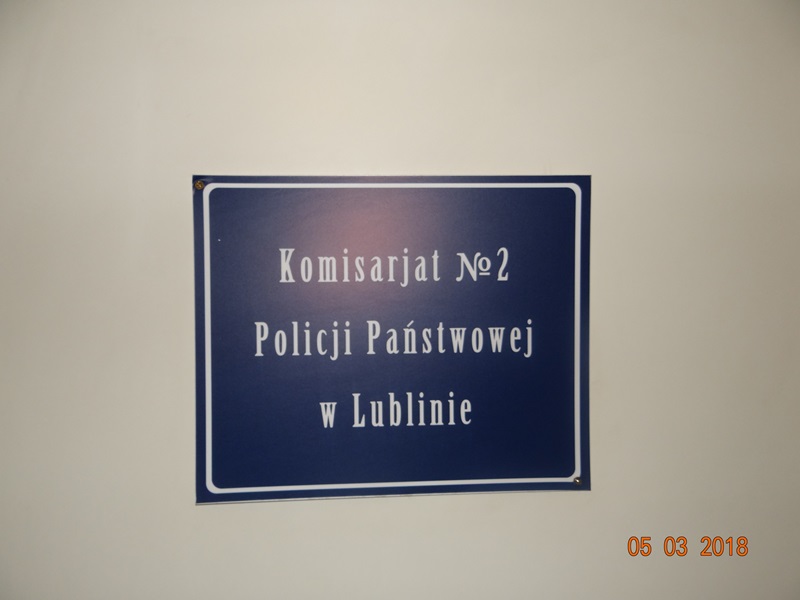 Komisarjat №2
Policji Państwowej
w Lublinie
05 03 2018